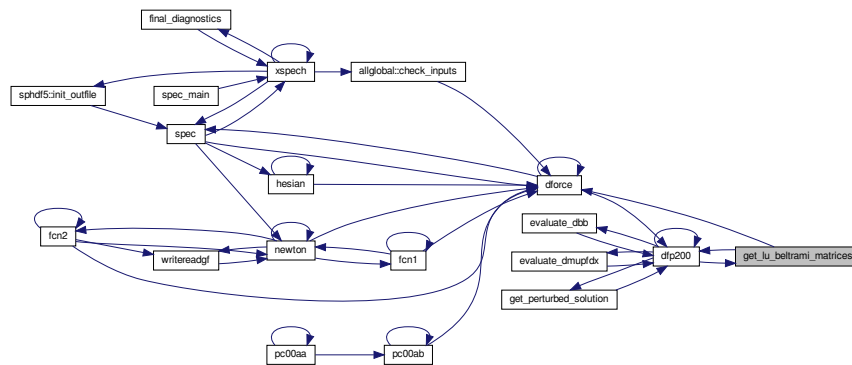 final_diagnostics
xspech
allglobal::check_inputs
sphdf5::init_outfile
spec_main
spec
hesian
dforce
evaluate_dbb
fcn2
newton
dfp200
get_lu_beltrami_matrices
writereadgf
fcn1
evaluate_dmupfdx
get_perturbed_solution
pc00aa
pc00ab